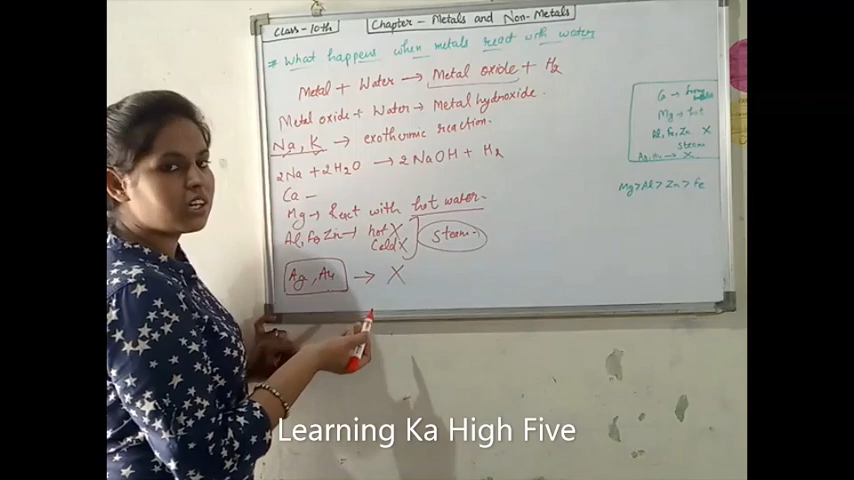 Class-10th
Chapter - Metals and Non-Metals
# What happens when metals react with water
Metal + Water → Metal oxide + H2
Metal oxide + Water → Metal hydroxide.
Na, K → exothermic reaction.
2Na + 2H2O → 2NaOH + H2
Ca -
Mg → React with hot water.
Al, Fe, Zn → hot X
Cold X
Steam
Ag, Au → X
Ca →
Mg → hot
Al, Fe, Zn X
Steam
Ag, Au → X
Mg > Al > Zn > Fe
Learning Ka High Five